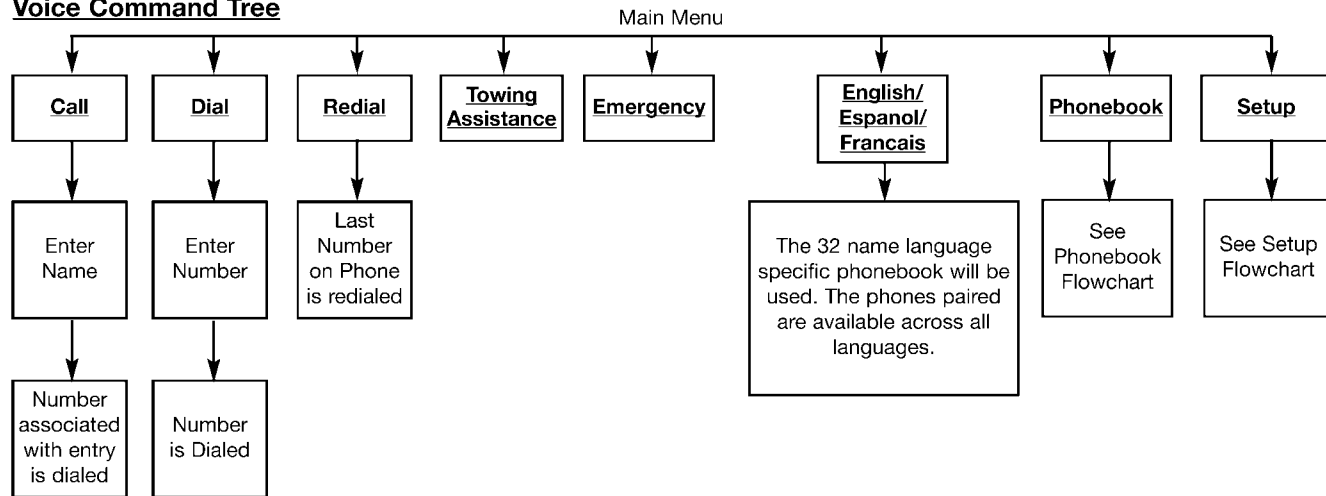 Voice Command Tree
Main Menu
Call
Dial
Redial
Towing
Assistance
Emergency
English/
Espanol/
Francais
Phonebook
Setup
Enter
Name
Enter
Number
Last
Number
on Phone
is redialed
The 32 name language
specific phonebook will be
used. The phones paired
are available across all
languages.
See
Phonebook
Flowchart
See Setup
Flowchart
Number
associated
with entry
is dialed
Number
is Dialed